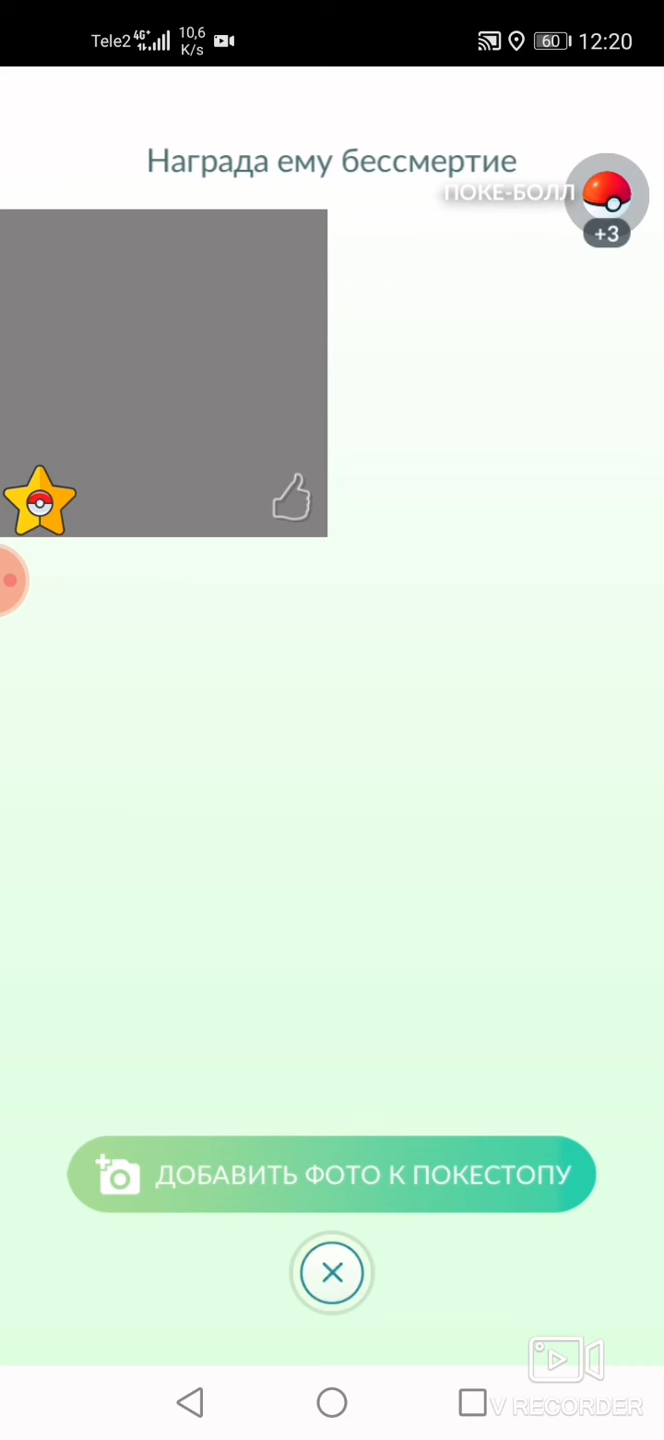 Tele2 4G+ 10,6 K/s 60 12:20
Награда ему бессмертие
ПОКЕ-БОЛЛ
+3
ДОБАВИТЬ ФОТО К ПОКЕСТОПУ
V RECORDER